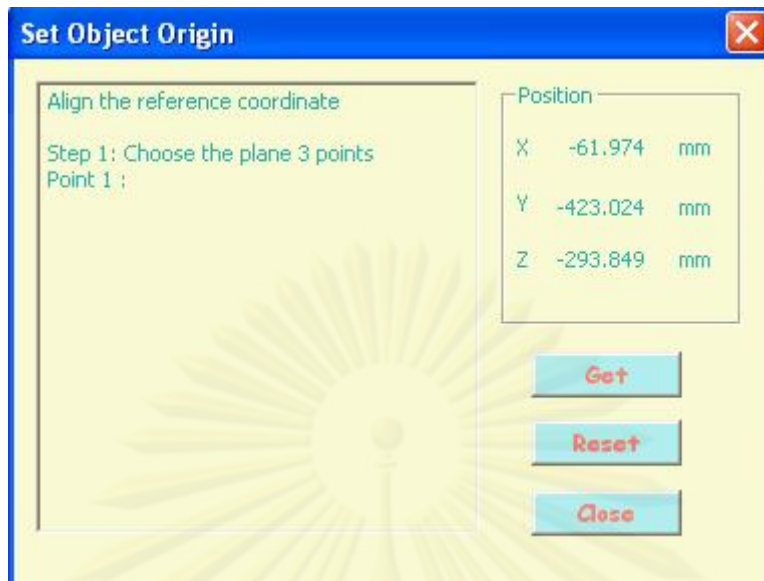 Set Object Origin
Align the reference coordinate
Step 1: Choose the plane 3 points
Point 1 :
Position
X -61.974 mm
Y -423.024 mm
Z -293.849 mm
Get
Reset
Close